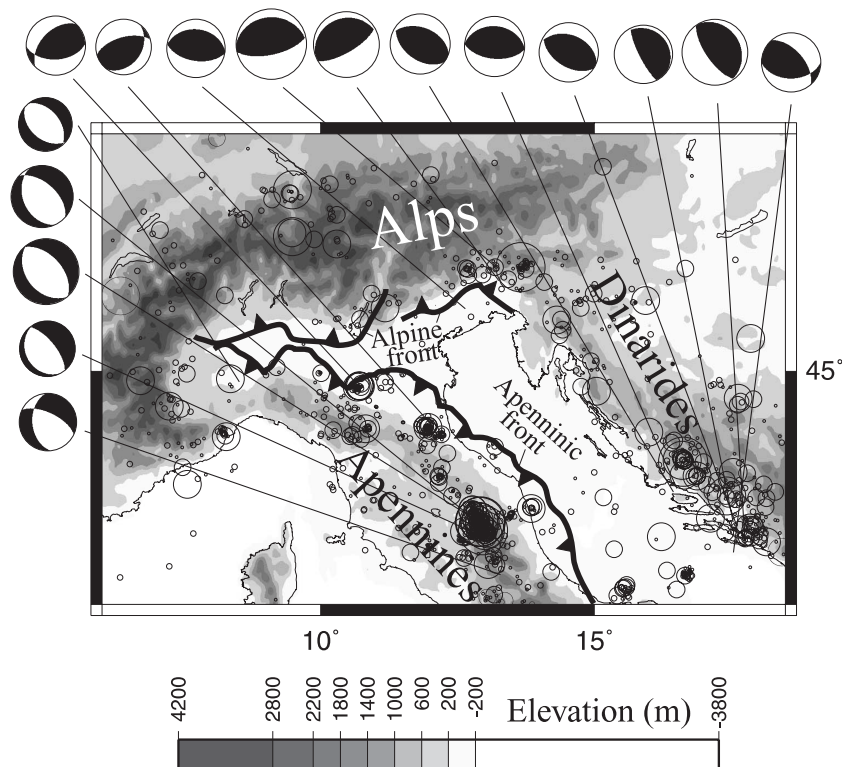 Alps
Dinarides
Alpine
front
45°
Apenninic
front
Apennines
10°
15°
4200
2800
2200
1800
1400
1000
600
200
-200
Elevation (m)
-3800